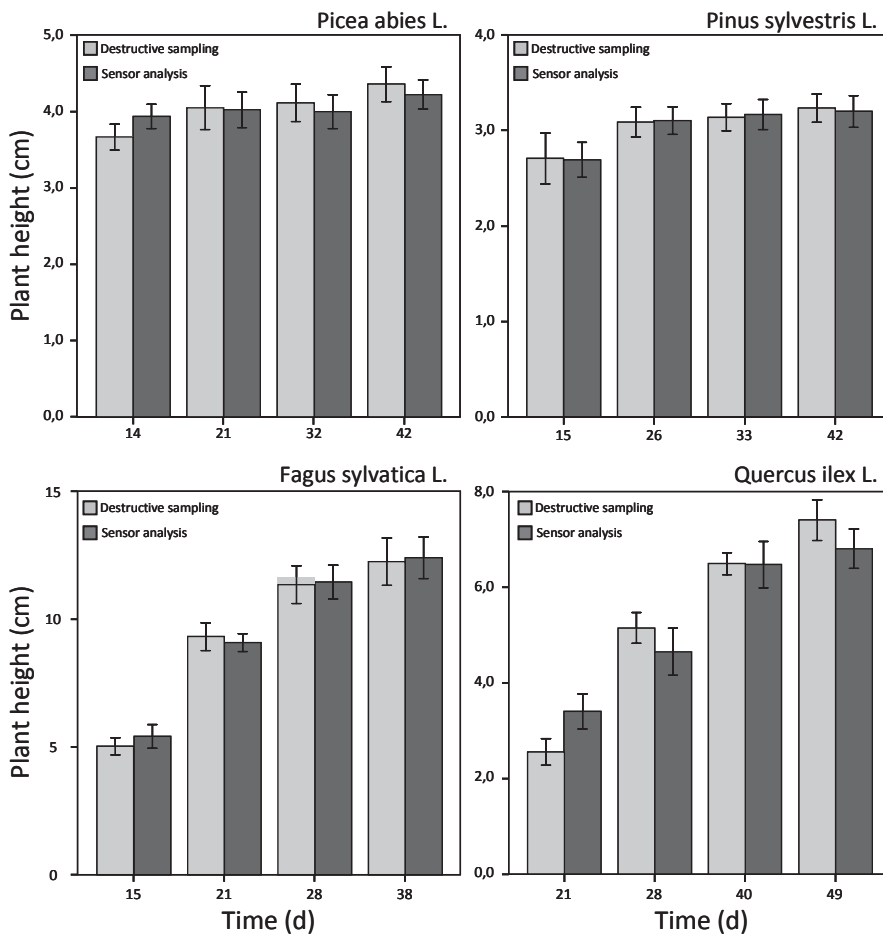 Picea abies L.
5,0
Destructive sampling
Sensor analysis
4,0
3,0
2,0
1,0
0,0
14 21 32 42
Plant height (cm)
Pinus sylvestris L.
4,0
Destructive sampling
Sensor analysis
3,0
2,0
1,0
0,0
15 26 33 42
Fagus sylvatica L.
15
Destructive sampling
Sensor analysis
10
5
0
15 21 28 38
Plant height (cm)
Time (d)
Quercus ilex L.
8,0
Destructive sampling
Sensor analysis
6,0
4,0
2,0
0,0
21 28 40 49
Time (d)